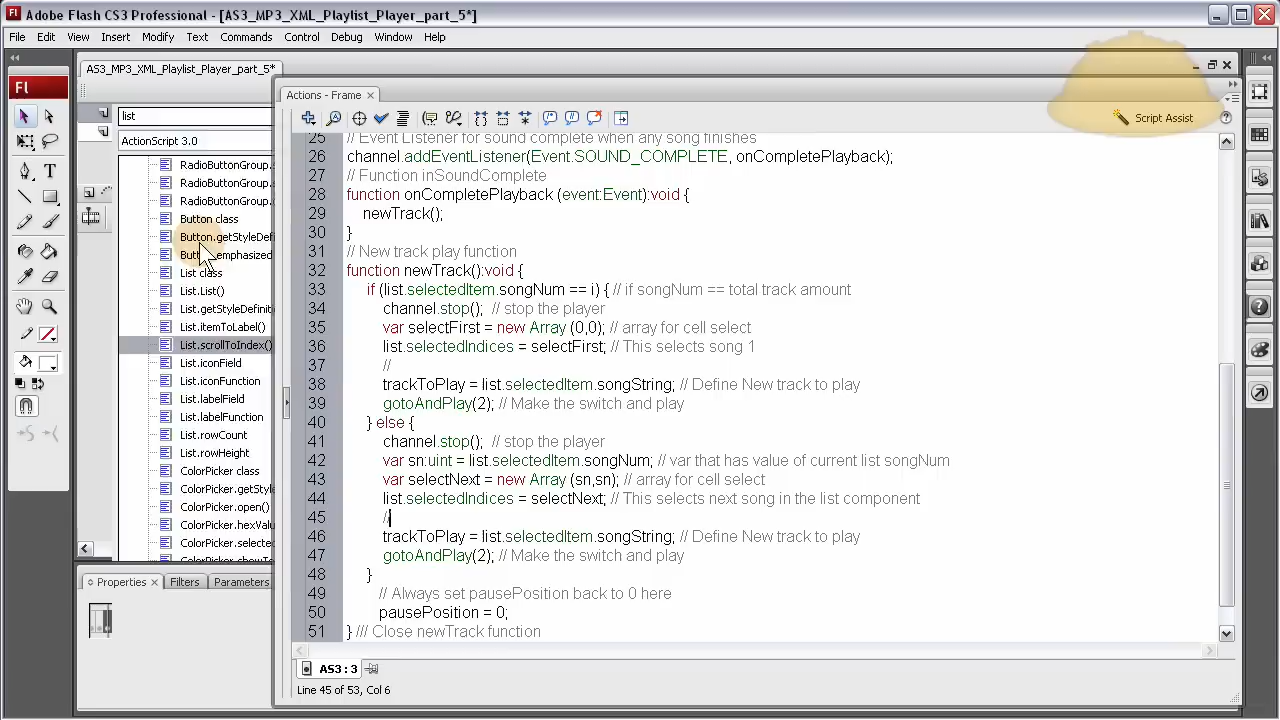 Adobe Flash CS3 Professional - [AS3_MP3_XML_Playlist_Player_part_5*]
File Edit View Insert Modify Text Commands Control Debug Window Help
AS3_MP3_XML_Playlist_Player_part_5*
Fl
list
ActionScript 3.0
RadioButtonGroup.
RadioButtonGroup.
RadioButtonGroup.
Button class
Button.getStyleDefi
emphasized
List class
List.List()
List.getStyleDefinit
List.itemToLabel()
List.scrollToIndex()
List.iconField
List.iconFunction
List.labelField
List.labelFunction
List.rowCount
List.rowHeight
ColorPicker class
ColorPicker.getStyl
ColorPicker.open()
ColorPicker.hexValu
ColorPicker.selecte
Properties Filters Parameters
Actions - Frame
Script Assist
25 // Event Listener for sound complete when any song finishes
26 channel.addEventListener(Event.SOUND_COMPLETE, onCompletePlayback);
27 // Function inSoundComplete
28 function onCompletePlayback (event:Event):void {
29 newTrack();
30 }
31 // New track play function
32 function newTrack():void {
33 if (list.selectedItem.songNum == i) { // if songNum == total track amount
34 channel.stop(); // stop the player
35 var selectFirst = new Array (0,0); // array for cell select
36 list.selectedIndices = selectFirst; // This selects song 1
37 //
38 trackToPlay = list.selectedItem.songString; // Define New track to play
39 gotoAndPlay(2); // Make the switch and play
40 } else {
41 channel.stop(); // stop the player
42 var sn:uint = list.selectedItem.songNum; // var that has value of current list songNum
43 var selectNext = new Array (sn,sn); // array for cell select
44 list.selectedIndices = selectNext; // This selects next song in the list component
45 //
46 trackToPlay = list.selectedItem.songString; // Define New track to play
47 gotoAndPlay(2); // Make the switch and play
48 }
49 // Always set pausePosition back to 0 here
50 pausePosition = 0;
51 } /// Close newTrack function
AS3:3
Line 45 of 53, Col 6